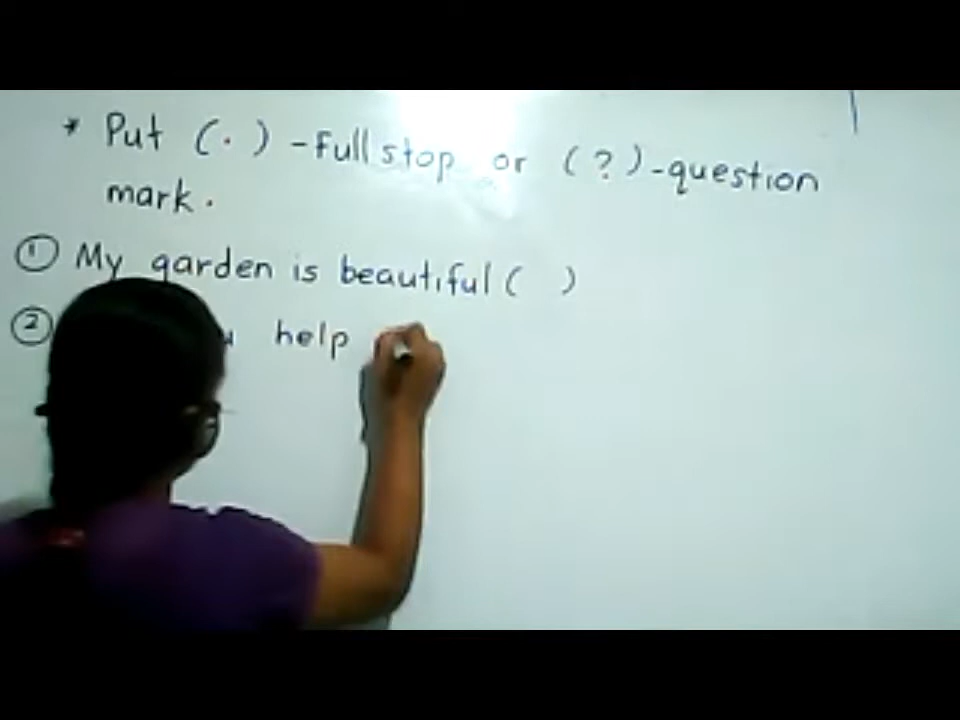 * Put (.) - Full stop or (?) - question
mark.
① My garden is beautiful ( )
② help